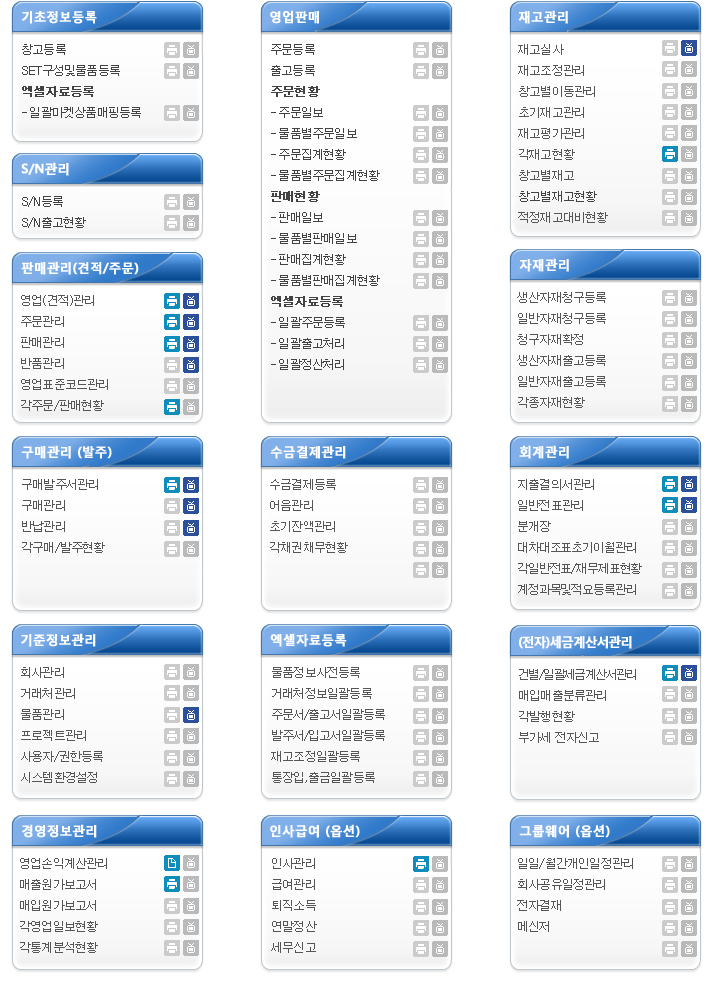 기초정보등록
창고등록
SET구성및물품등록
엑셀자료등록
-일괄마켓상품매핑등록
S/N관리
S/N등록
S/N출고현황
판매관리(견적/주문)
영업(견적)관리
주문관리
판매관리
반품관리
영업표준코드관리
각주문/판매현황
영업판매
주문등록
출고등록
주문현황
-주문일보
-물품별주문일보
-주문집계현황
-물품별주문집계현황
판매현황
-판매일보
-물품별판매일보
-판매집계현황
-물품별판매집계현황
엑셀자료등록
-일괄주문등록
-일괄출고처리
-일괄정산처리
재고관리
재고실사
재고조정관리
창고별이동관리
초기재고관리
재고평가관리
각재고현황
창고별재고
창고별재고현황
적정재고대비현황
자재관리
생산자재청구등록
일반자재청구등록
청구자재확정
생산자재출고등록
일반자재출고등록
각종자재현황
구매관리 (발주)
구매발주서관리
구매관리
반납관리
각구매/발주현황
수금결제관리
수금결제등록
어음관리
초기잔액관리
각채권채무현황
회계관리
지출결의서관리
일반전표관리
분개장
대차대조표초기이월관리
각일반전표/재무제표현황
계정과목및적요등록관리
기준정보관리
회사관리
거래처관리
물품관리
프로젝트관리
사용자/권한등록
시스템환경설정
엑셀자료등록
물품정보사전등록
거래처정보일괄등록
주문서/출고서일괄등록
발주서/입고서일괄등록
재고조정일괄등록
통장입,출금일괄등록
(전자)세금계산서관리
건별/일괄세금계산서관리
매입매출분류관리
각발행현황
부가세 전자신고
경영정보관리
영업손익계산관리
매출원가보고서
매입원가보고서
각영업일보현황
각통계분석현황
인사급여 (옵션)
인사관리
급여관리
퇴직소득
연말정산
세무신고
그룹웨어 (옵션)
일일/월간개인일정관리
회사공유일정관리
전자결재
메신저